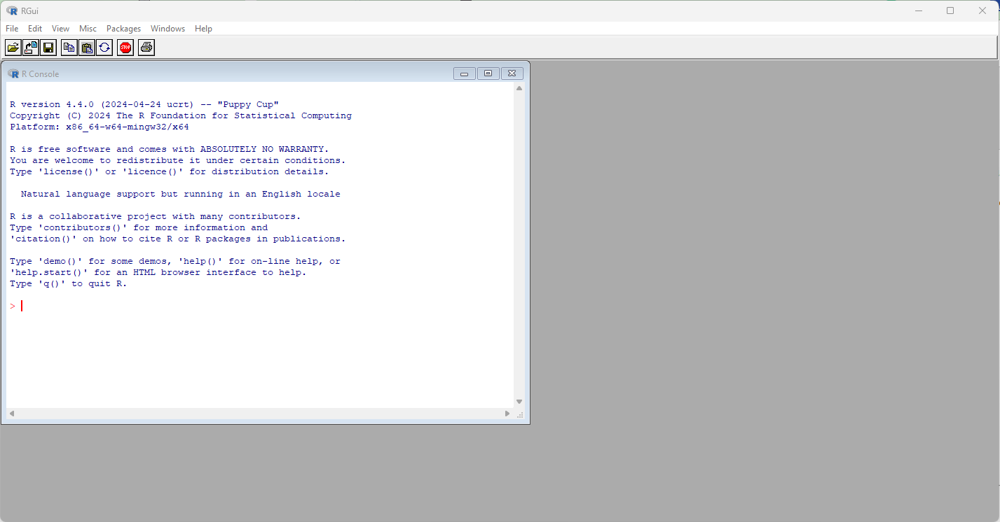 RGui
File Edit View Misc Packages Windows Help
STOP
R Console
R version 4.4.0 (2024-04-24 ucrt) -- "Puppy Cup"
Copyright (C) 2024 The R Foundation for Statistical Computing
Platform: x86_64-w64-mingw32/x64
R is free software and comes with ABSOLUTELY NO WARRANTY.
You are welcome to redistribute it under certain conditions.
Type 'license()' or 'licence()' for distribution details.
Natural language support but running in an English locale
R is a collaborative project with many contributors.
Type 'contributors()' for more information and
'citation()' on how to cite R or R packages in publications.
Type 'demo()' for some demos, 'help()' for on-line help, or
'help.start()' for an HTML browser interface to help.
Type 'q()' to quit R.
>